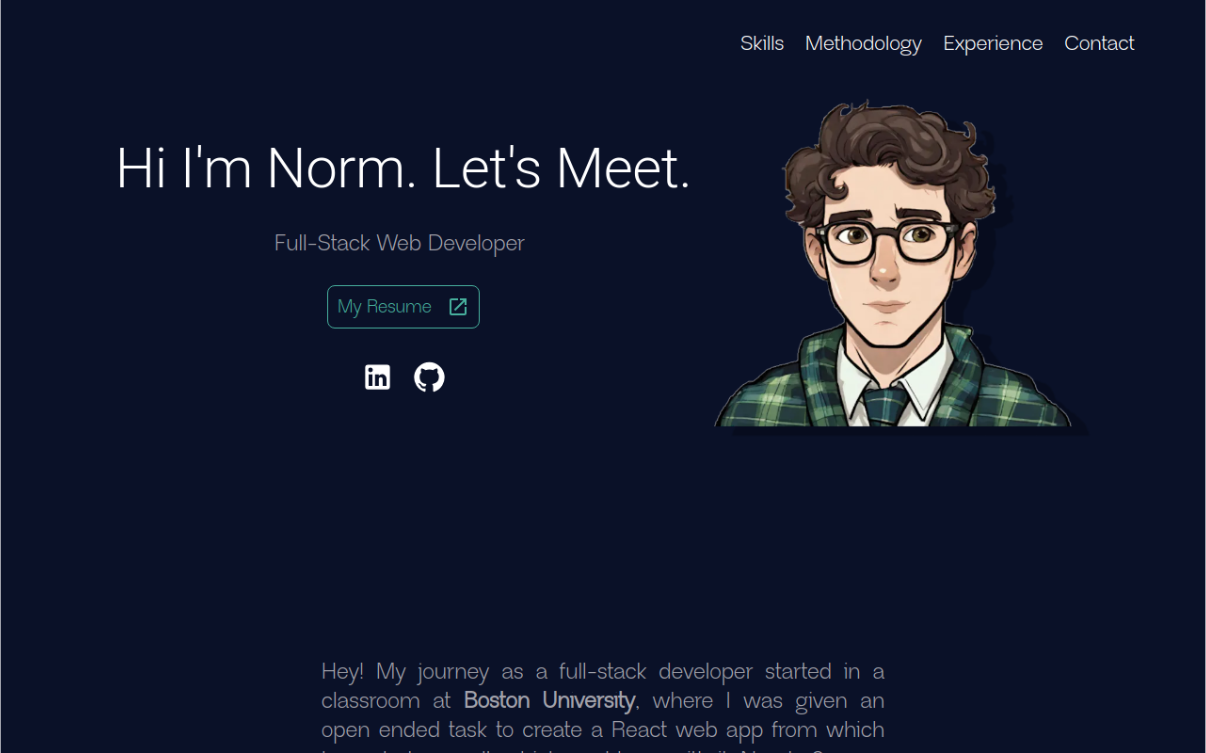 Skills Methodology Experience Contact
Hi I'm Norm. Let's Meet.
Full-Stack Web Developer
My Resume
in
Hey! My journey as a full-stack developer started in a
classroom at Boston University, where I was given an
open ended task to create a React web app from which